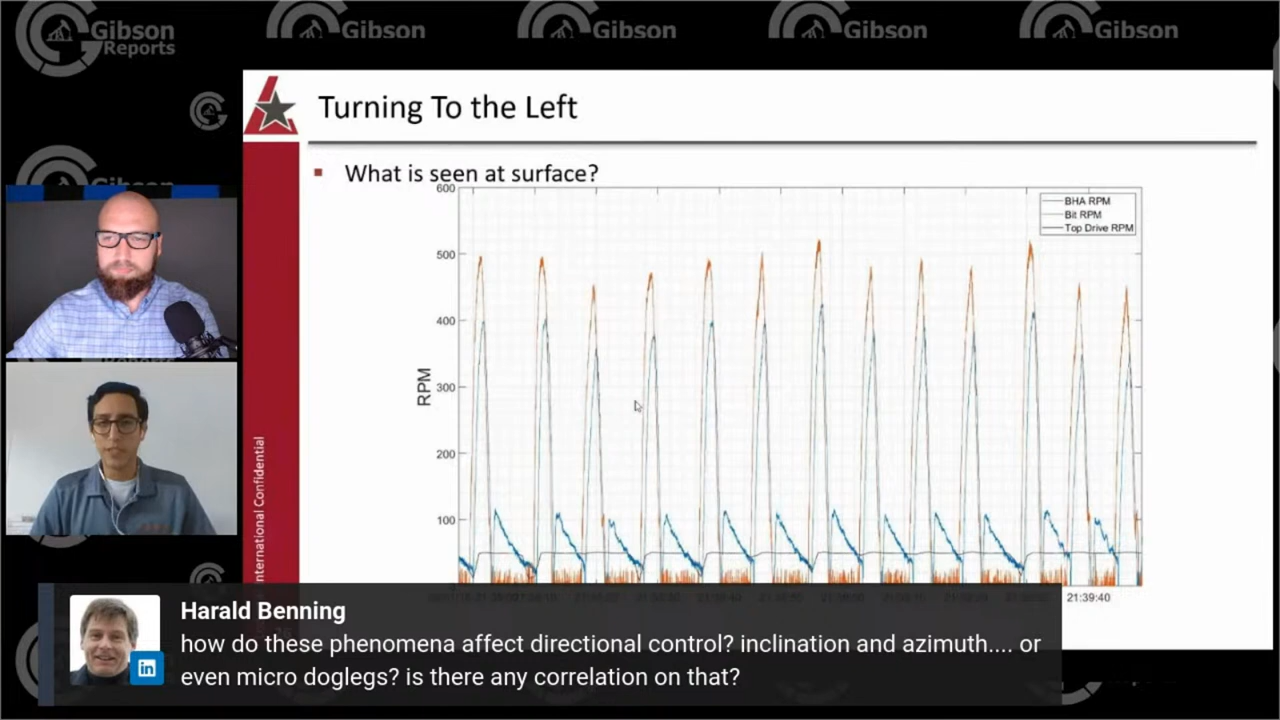 Gibson
Reports
Gibson
Gibson
Gibson
Gibson
Turning To the Left
What is seen at surface?
600
500
400
300
200
100
RPM
BHA RPM
Bit RPM
Top Drive RPM
21:39:40
International Confidential
Harald Benning
how do these phenomena affect directional control? inclination and azimuth.... or
even micro doglegs? is there any correlation on that?
in